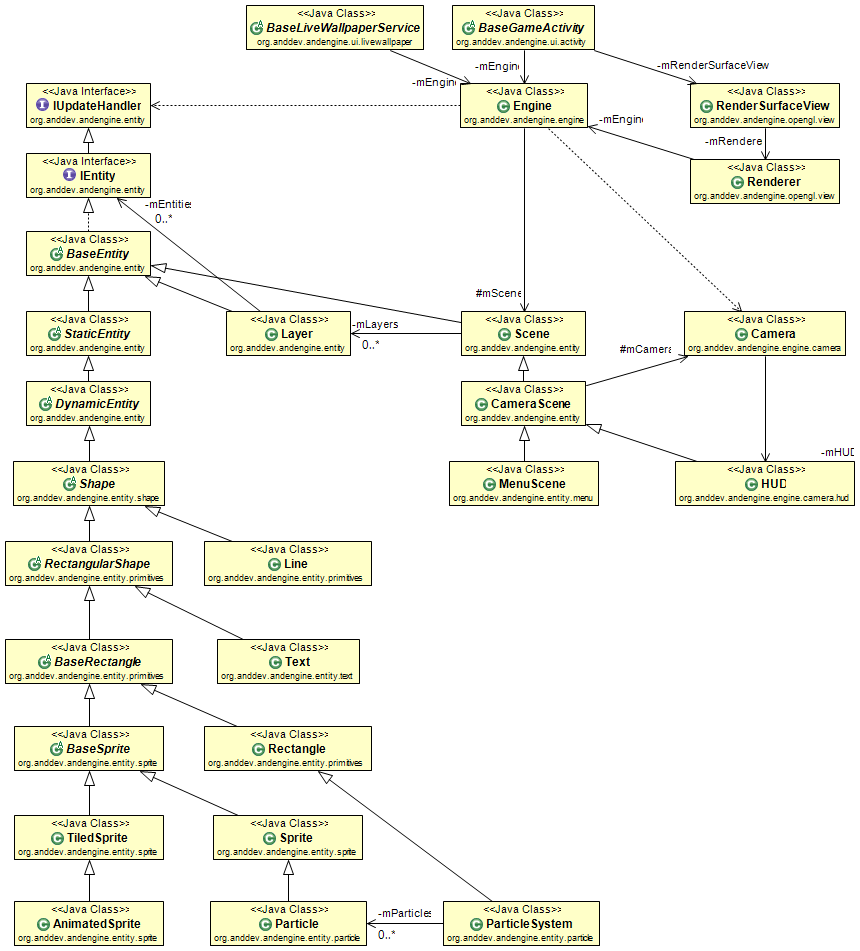 <<Java Class>>
BaseLiveWallpaperService
org.anddev.andengine.ui.livewallpaper
<<Java Class>>
BaseGameActivity
org.anddev.andengine.ui.activity
-mEngine
-mEngine
-mRenderSurfaceView
<<Java Interface>>
IUpdateHandler
org.anddev.andengine.entity
<<Java Class>>
Engine
org.anddev.andengine.engine
-mEngine
<<Java Class>>
RenderSurfaceView
org.anddev.andengine.opengl.view
-mRendere
<<Java Interface>>
IEntity
org.anddev.andengine.entity
<<Java Class>>
Renderer
org.anddev.andengine.opengl.view
-mEntities
0..*
<<Java Class>>
BaseEntity
org.anddev.andengine.entity
#mScene
<<Java Class>>
StaticEntity
org.anddev.andengine.entity
<<Java Class>>
Layer
org.anddev.andengine.entity
-mLayers
0..*
<<Java Class>>
Scene
org.anddev.andengine.entity
<<Java Class>>
Camera
org.anddev.andengine.engine.camera
#mCamera
<<Java Class>>
DynamicEntity
org.anddev.andengine.entity
<<Java Class>>
CameraScene
org.anddev.andengine.entity
-mHUD
<<Java Class>>
Shape
org.anddev.andengine.entity.shape
<<Java Class>>
MenuScene
org.anddev.andengine.entity.menu
<<Java Class>>
HUD
org.anddev.andengine.engine.camera.hud
<<Java Class>>
RectangularShape
org.anddev.andengine.entity.primitives
<<Java Class>>
Line
org.anddev.andengine.entity.primitives
<<Java Class>>
BaseRectangle
org.anddev.andengine.entity.primitives
<<Java Class>>
Text
org.anddev.andengine.entity.text
<<Java Class>>
BaseSprite
org.anddev.andengine.entity.sprite
<<Java Class>>
Rectangle
org.anddev.andengine.entity.primitives
<<Java Class>>
TiledSprite
org.anddev.andengine.entity.sprite
<<Java Class>>
Sprite
org.anddev.andengine.entity.sprite
<<Java Class>>
AnimatedSprite
org.anddev.andengine.entity.sprite
<<Java Class>>
Particle
org.anddev.andengine.entity.particle
-mParticles
0..*
<<Java Class>>
ParticleSystem
org.anddev.andengine.entity.particle